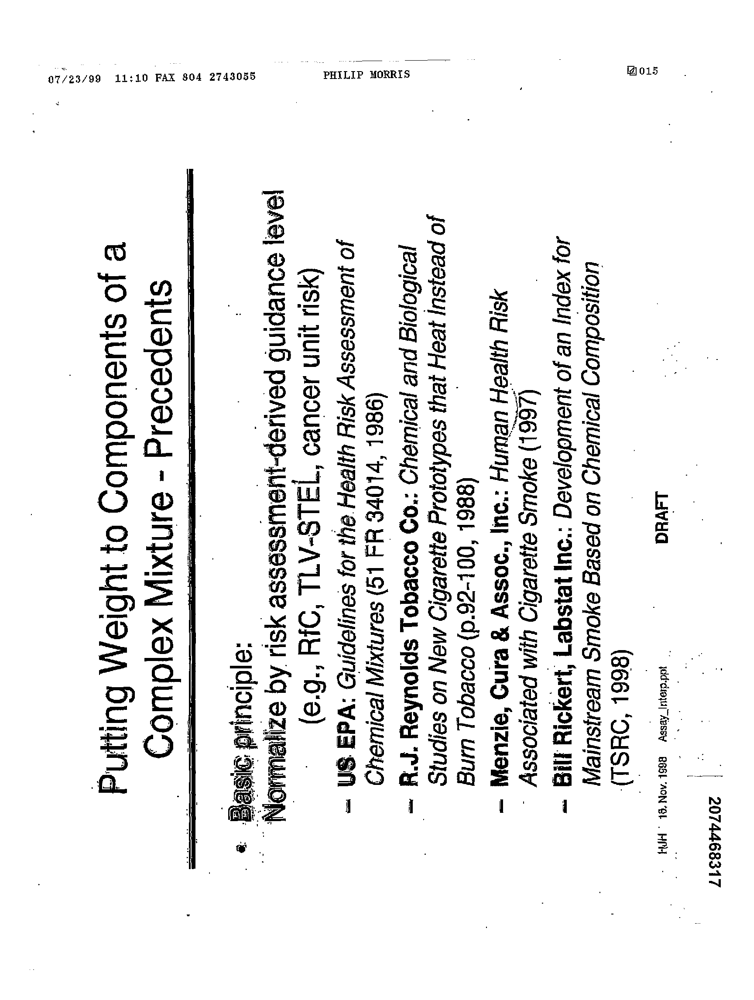 07/23/99 11:10 FAX 804 2743055 PHILIP MORRIS 015
Putting Weight to Components of a
Complex Mixture - Precedents
• Basic principle:
Normalize by risk assessment-derived guidance level
(e.g., RfC, TLV-STEL, cancer unit risk)
– US EPA: Guidelines for the Health Risk Assessment of
Chemical Mixtures (51 FR 34014, 1986)
– R.J. Reynolds Tobacco Co.: Chemical and Biological
Studies on New Cigarette Prototypes that Heat Instead of
Burn Tobacco (p.92-100, 1988)
– Menzie, Cura & Assoc., Inc.: Human Health Risk
Associated with Cigarette Smoke (1997)
– Bill Rickert, Labstat Inc.: Development of an Index for
Mainstream Smoke Based on Chemical Composition
(TSRC, 1998)
HJH 18. Nov. 1998 Assay_Interp.ppt DRAFT
2074468317